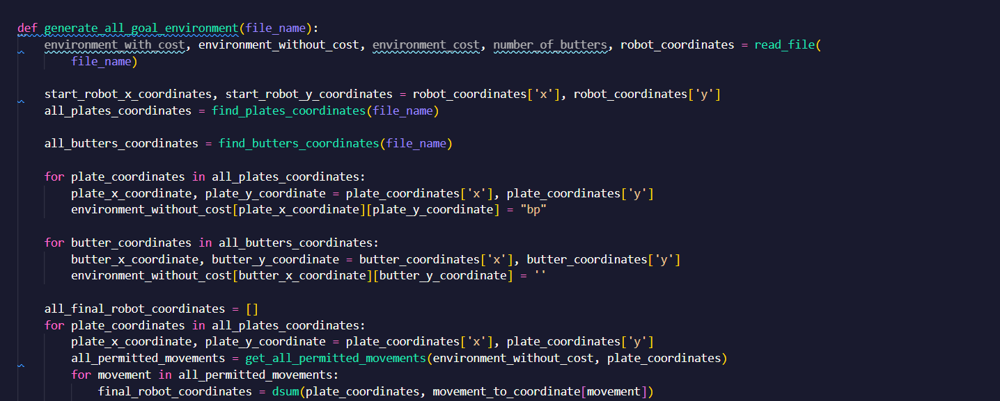 def generate_all_goal_environment(file_name):
    environment_with_cost, environment_without_cost, environment_cost, number_of_butters, robot_coordinates = read_file(
        file_name)

    start_robot_x_coordinates, start_robot_y_coordinates = robot_coordinates['x'], robot_coordinates['y']
    all_plates_coordinates = find_plates_coordinates(file_name)

    all_butters_coordinates = find_butters_coordinates(file_name)

    for plate_coordinates in all_plates_coordinates:
        plate_x_coordinate, plate_y_coordinate = plate_coordinates['x'], plate_coordinates['y']
        environment_without_cost[plate_x_coordinate][plate_y_coordinate] = "bp"

    for butter_coordinates in all_butters_coordinates:
        butter_x_coordinate, butter_y_coordinate = butter_coordinates['x'], butter_coordinates['y']
        environment_without_cost[butter_x_coordinate][butter_y_coordinate] = ''

    all_final_robot_coordinates = []
    for plate_coordinates in all_plates_coordinates:
        plate_x_coordinate, plate_y_coordinate = plate_coordinates['x'], plate_coordinates['y']
        all_permitted_movements = get_all_permitted_movements(environment_without_cost, plate_coordinates)
        for movement in all_permitted_movements:
            final_robot_coordinates = dsum(plate_coordinates, movement_to_coordinate[movement])